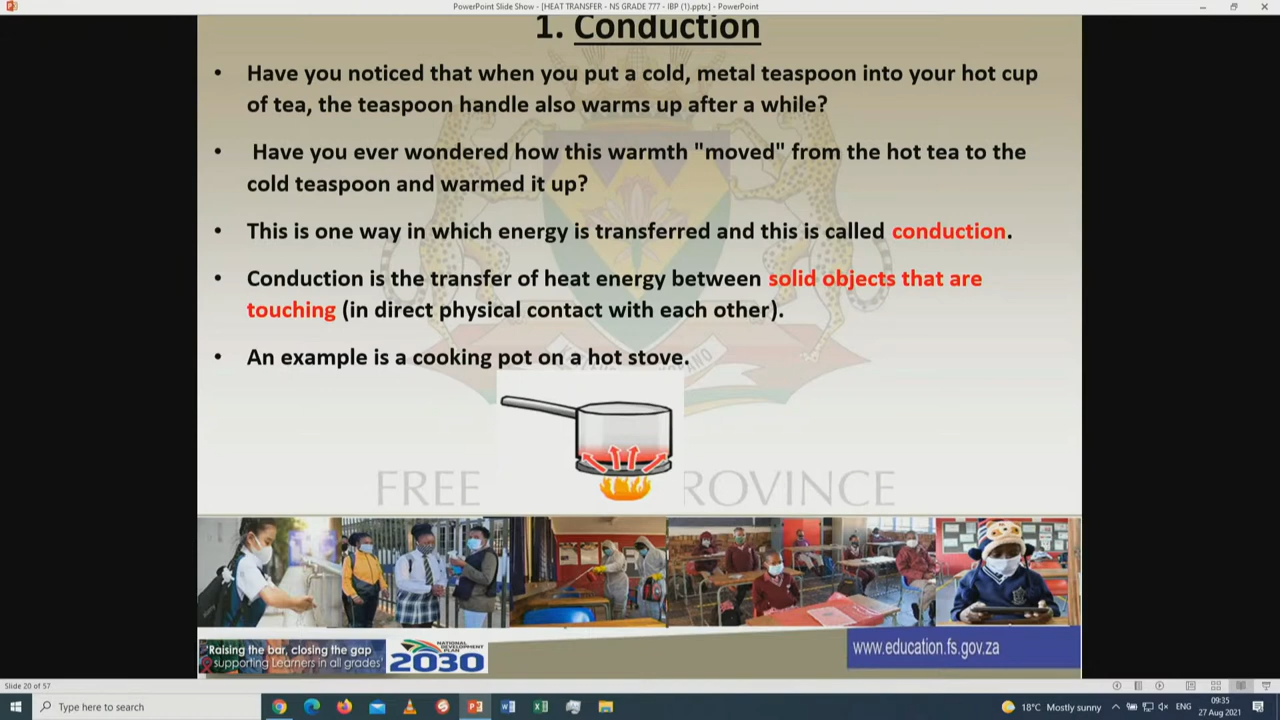 PowerPoint Slide Show - [HEAT TRANSFER - NS GRADE 777 - IBP (1).pptx] - PowerPoint
1. Conduction
• Have you noticed that when you put a cold, metal teaspoon into your hot cup
of tea, the teaspoon handle also warms up after a while?
• Have you ever wondered how this warmth "moved" from the hot tea to the
cold teaspoon and warmed it up?
• This is one way in which energy is transferred and this is called conduction.
• Conduction is the transfer of heat energy between solid objects that are
touching (in direct physical contact with each other).
• An example is a cooking pot on a hot stove.
FREE ROVINCE
'Raising the bar, closing the gap
supporting Learners in all grades'
NATIONAL
DEVELOPMENT
PLAN
2030
www.education.fs.gov.za
Slide 20 of 57
Type here to search
18°C Mostly sunny
ENG
09:35
27 Aug 2021